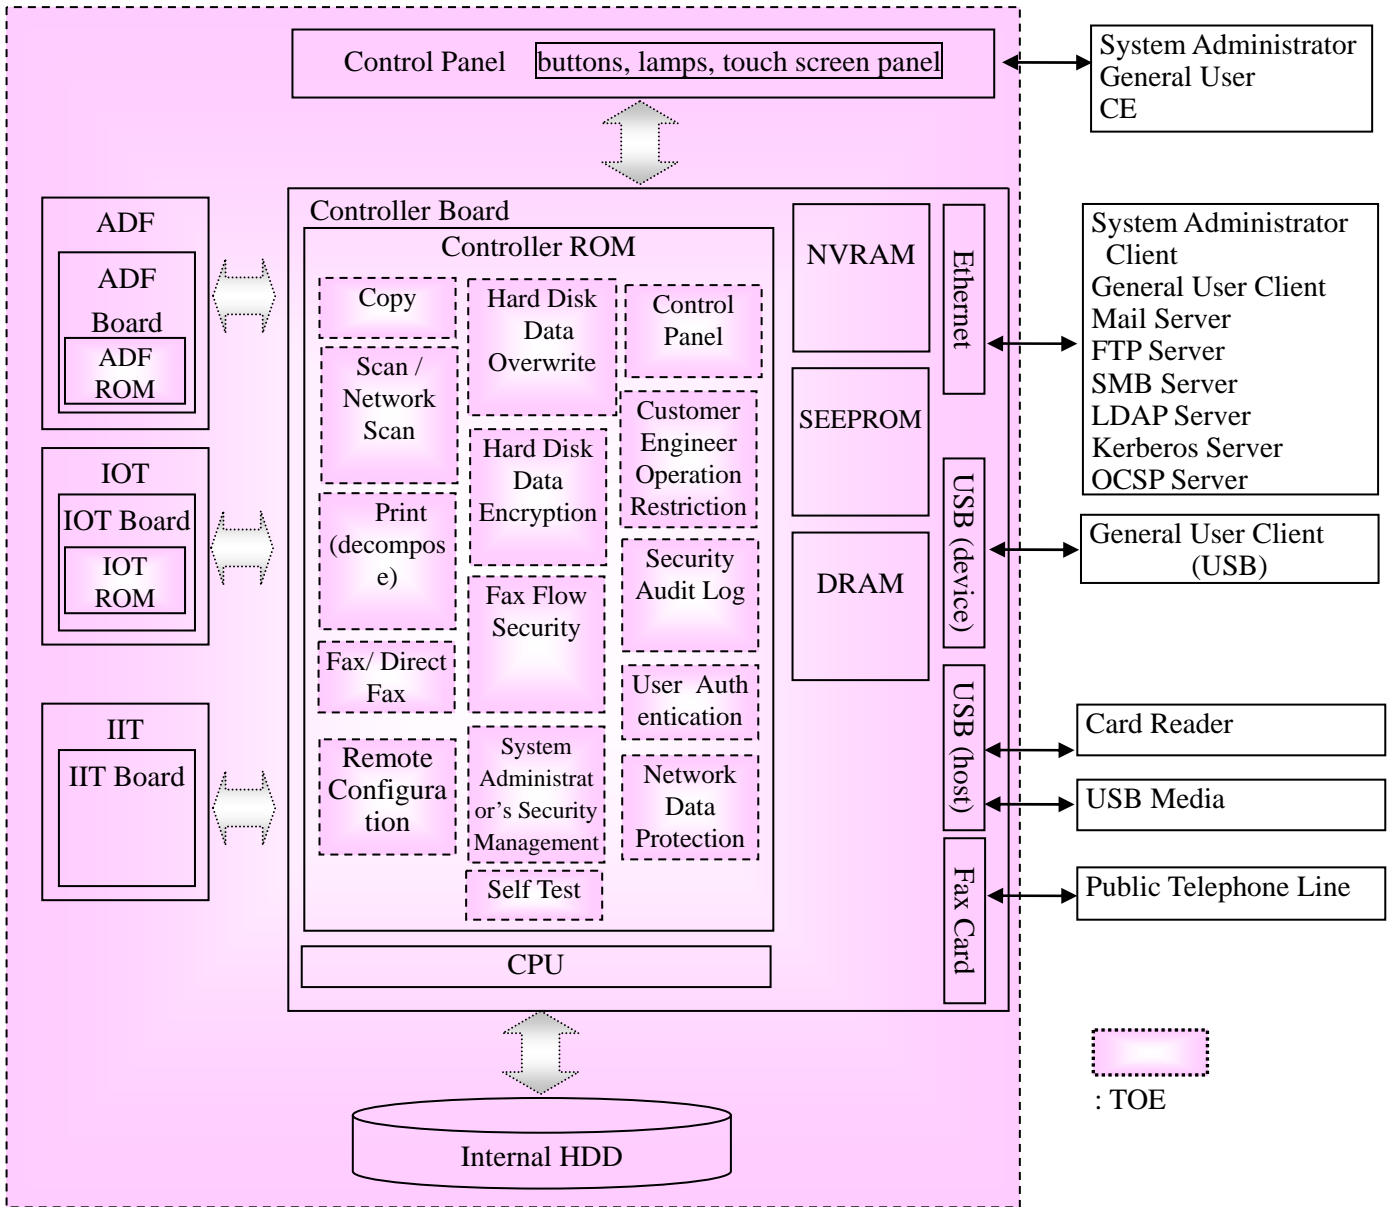 Control Panel
buttons, lamps, touch screen panel
System Administrator
General User
CE
ADF
ADF
Board
ADF
ROM
IOT
IOT Board
IOT
ROM
IIT
IIT Board
Controller Board
Controller ROM
Copy
Scan /
Network
Scan
Print
(decompos
e)
Fax/ Direct
Fax
Remote
Configura
tion
Hard Disk
Data
Overwrite
Hard Disk
Data
Encryption
Fax Flow
Security
System
Administrat
or’s Security
Management
Self Test
Control
Panel
Customer
Engineer
Operation
Restriction
Security
Audit Log
User Auth
entication
Network
Data
Protection
CPU
NVRAM
SEEPROM
DRAM
Ethernet
USB (device)
USB (host)
Fax Card
System Administrator
Client
General User Client
Mail Server
FTP Server
SMB Server
LDAP Server
Kerberos Server
OCSP Server
General User Client
(USB)
Card Reader
USB Media
Public Telephone Line
Internal HDD
: TOE